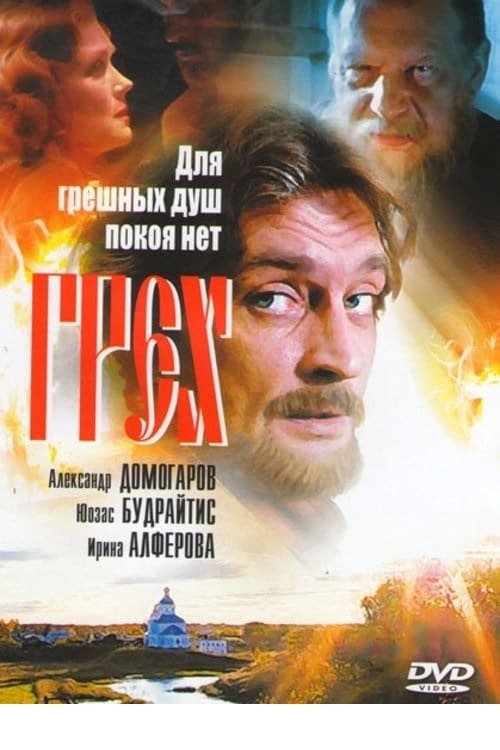 Для
грешных душ
покоя нет
ГРЕХ
Александр ДОМОГАРОВ
Юозас БУДРАЙТИС
Ирина АЛФЕРОВА
DVD
VIDEO